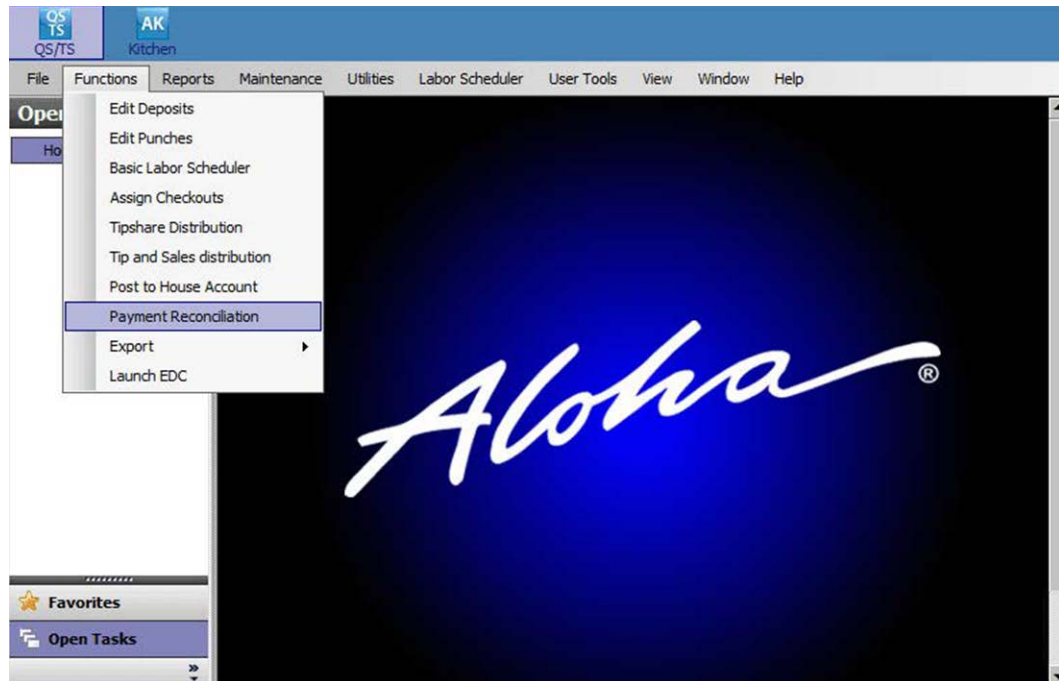 QS TS AK
QS/TS Kitchen
File Functions Reports Maintenance Utilities Labor Scheduler User Tools View Window Help
Edit Deposits
Edit Punches
Basic Labor Scheduler
Assign Checkouts
Tipshare Distribution
Tip and Sales distribution
Post to House Account
Payment Reconciliation
Export
Launch EDC
Aloha ®
Favorites
Open Tasks